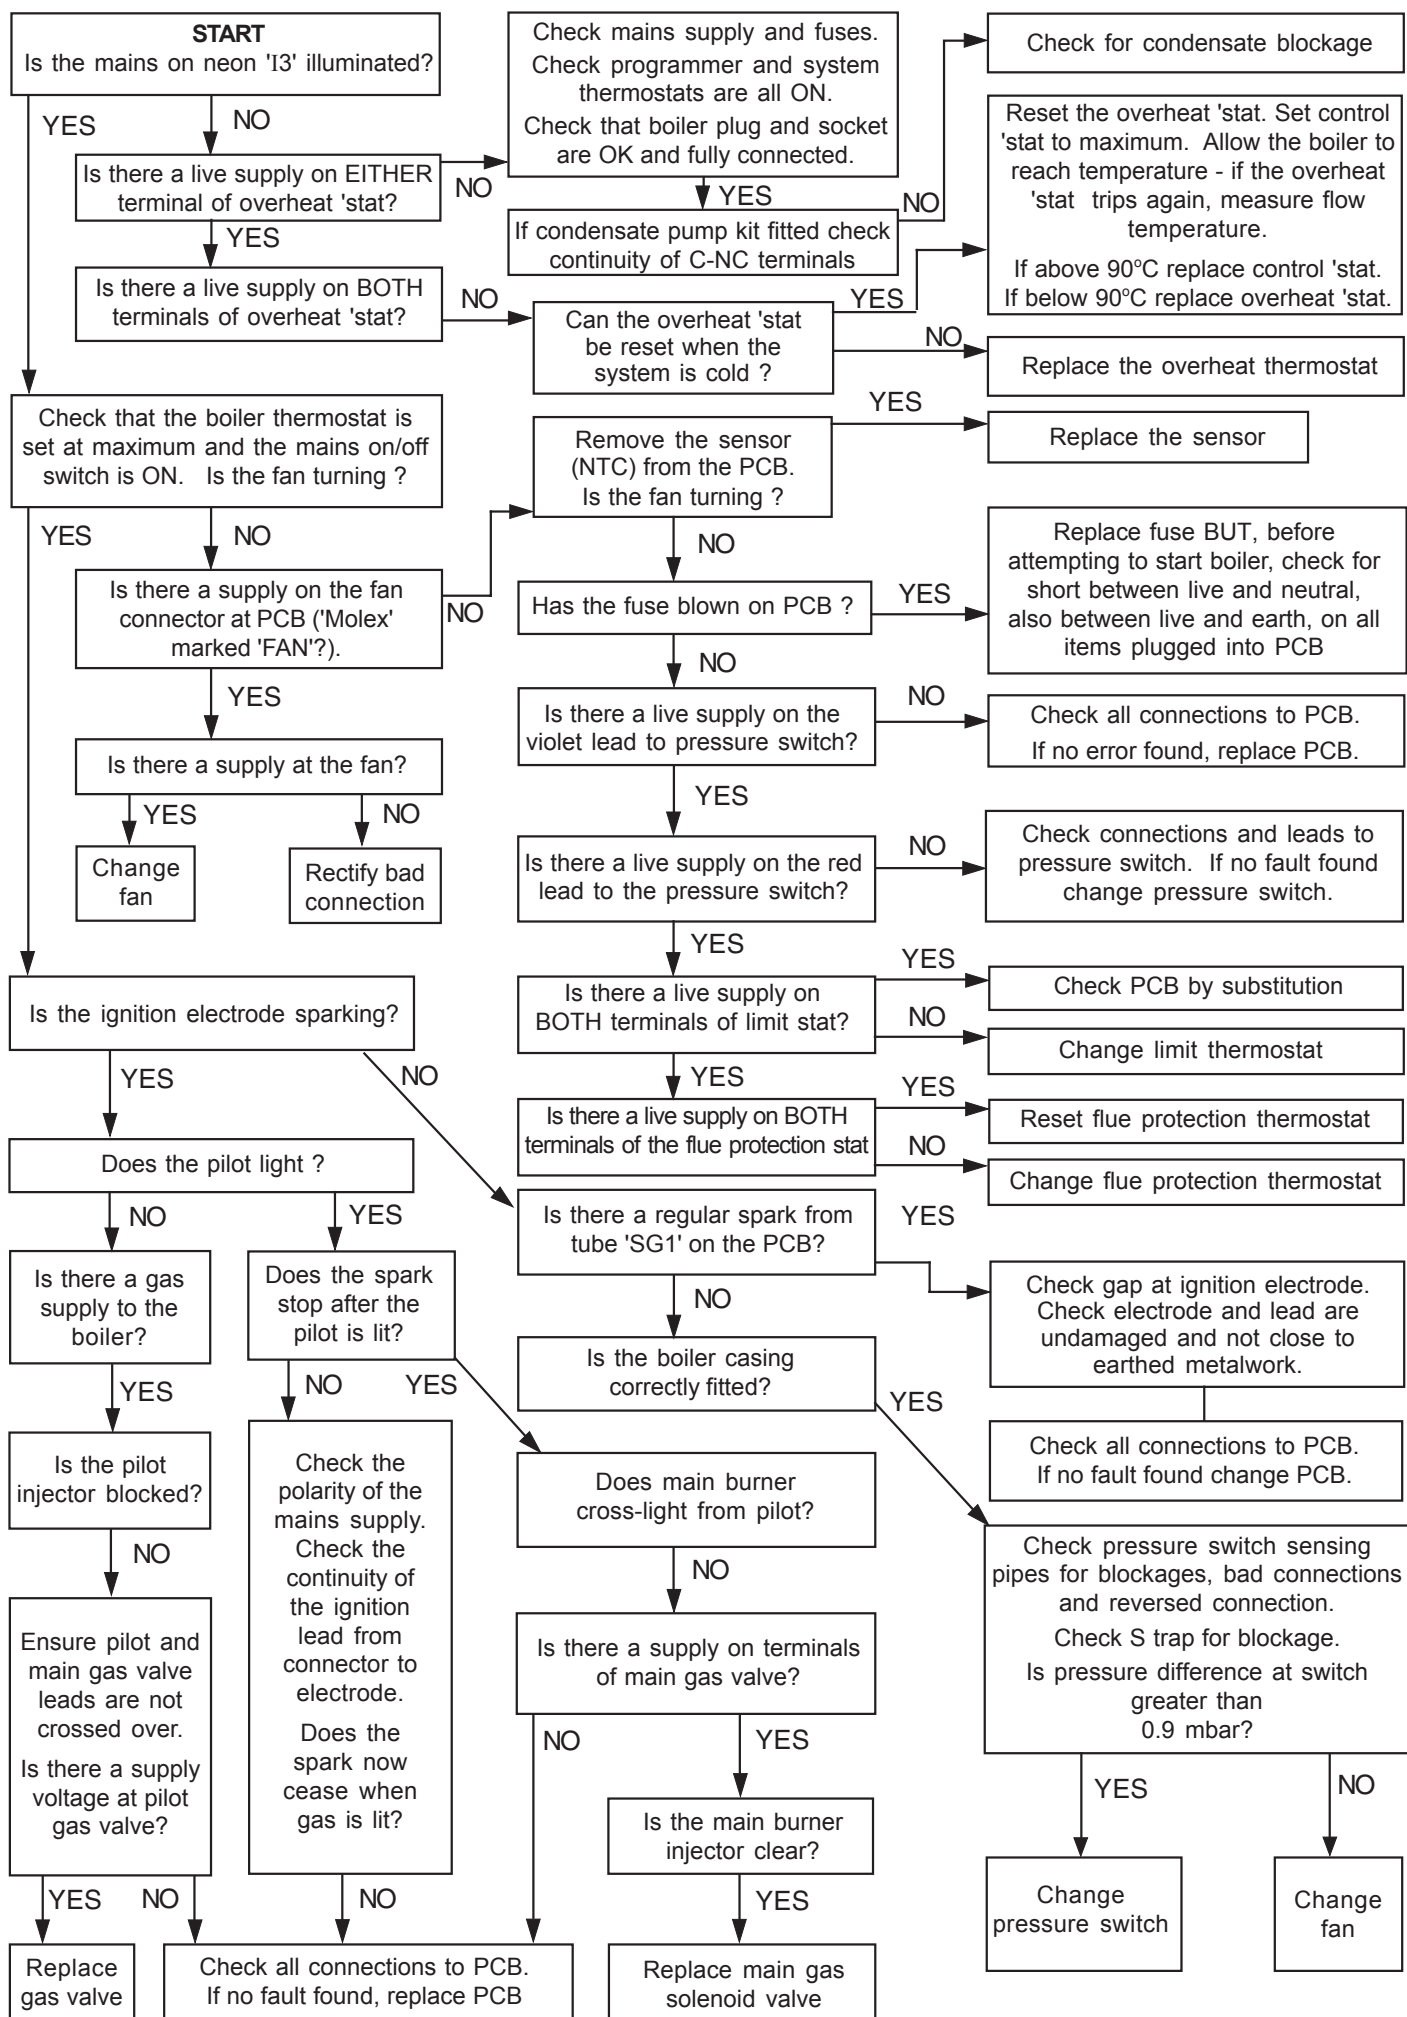 START
Is the mains on neon 'I3' illuminated?
YES
NO
Is there a live supply on EITHER
terminal of overheat 'stat?
NO
YES
Check mains supply and fuses.
Check programmer and system
thermostats are all ON.
Check that boiler plug and socket
are OK and fully connected.
YES
If condensate pump kit fitted check
continuity of C-NC terminals
NO
Check for condensate blockage
Is there a live supply on BOTH
terminals of overheat 'stat?
NO
Can the overheat 'stat
be reset when the
system is cold ?
YES
NO
Reset the overheat 'stat. Set control
'stat to maximum. Allow the boiler to
reach temperature - if the overheat
'stat trips again, measure flow
temperature.
If above 90°C replace control 'stat.
If below 90°C replace overheat 'stat.
Replace the overheat thermostat
Check that the boiler thermostat is
set at maximum and the mains on/off
switch is ON. Is the fan turning ?
YES
NO
Is there a supply on the fan
connector at PCB ('Molex'
marked 'FAN'?).
NO
YES
Is there a supply at the fan?
YES
NO
Change
fan
Rectify bad
connection
Remove the sensor
(NTC) from the PCB.
Is the fan turning ?
YES
Replace the sensor
NO
Has the fuse blown on PCB ?
YES
Replace fuse BUT, before
attempting to start boiler, check for
short between live and neutral,
also between live and earth, on all
items plugged into PCB
NO
Is there a live supply on the
violet lead to pressure switch?
NO
Check all connections to PCB.
If no error found, replace PCB.
YES
Is there a live supply on the red
lead to the pressure switch?
NO
Check connections and leads to
pressure switch. If no fault found
change pressure switch.
YES
Is there a live supply on
BOTH terminals of limit stat?
YES
Check PCB by substitution
NO
Change limit thermostat
YES
Is there a live supply on BOTH
terminals of the flue protection stat
YES
Reset flue protection thermostat
NO
Change flue protection thermostat
Is the ignition electrode sparking?
YES
NO
Does the pilot light ?
NO
YES
Is there a regular spark from
tube 'SG1' on the PCB?
YES
Check gap at ignition electrode.
Check electrode and lead are
undamaged and not close to
earthed metalwork.
Check all connections to PCB.
If no fault found change PCB.
NO
Is the boiler casing
correctly fitted?
YES
Check pressure switch sensing
pipes for blockages, bad connections
and reversed connection.
Check S trap for blockage.
Is pressure difference at switch
greater than
0.9 mbar?
YES
NO
Change
pressure switch
Change
fan
Is there a gas
supply to the
boiler?
YES
Is the pilot
injector blocked?
NO
Ensure pilot and
main gas valve
leads are not
crossed over.
Is there a supply
voltage at pilot
gas valve?
YES
NO
Replace
gas valve
Does the spark
stop after the
pilot is lit?
NO
YES
Check the
polarity of the
mains supply.
Check the
continuity of
the ignition
lead from
connector to
electrode.
Does the
spark now
cease when
gas is lit?
NO
Check all connections to PCB.
If no fault found, replace PCB
Does main burner
cross-light from pilot?
NO
Is there a supply on terminals
of main gas valve?
NO
YES
Is the main burner
injector clear?
YES
Replace main gas
solenoid valve